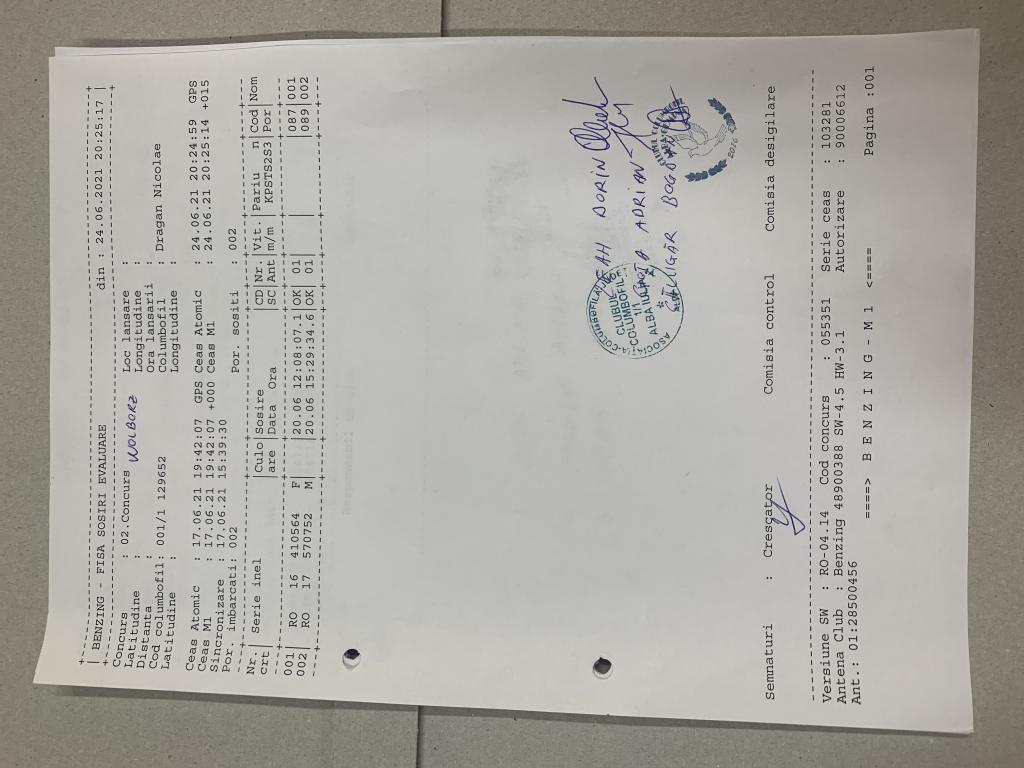 +-----------------------------------------------------------------------+
| BENZING - FISA SOSIRI EVALUARE din : 24.06.2021 20:25:17 |
+-----------------------------------------------------------------------+
Concurs : 02.Concurs WOLBORZ Loc lansare :
Latitudine : Longitudine :
Distanta : Ora lansarii :
Cod columbofil: 001/1 129652 Columbofil : Dragan Nicolae
Latitudine : Longitudine :
Ceas Atomic : 17.06.21 19:42:07 GPS Ceas Atomic : 24.06.21 20:24:59 GPS
Ceas M1 : 17.06.21 19:42:07 +000 Ceas M1 : 24.06.21 20:25:14 +015
Sincronizare : 17.06.21 15:39:30
Por. imbarcati: 002 Por. sositi : 002
Nr. | Serie inel |Culo|Sosire |CD|Nr |Vit.|Pariu n|Cod|Nom
crt| |are |Data Ora |SC|Ant|m/m | KPSTS2S3|Por|
001| RO 16 410564 F|20.06 12:08:07.1|OK| 01| | |087|001
002| RO 17 570752 M|20.06 15:29:34.6|OK| 01| | |089|002
DORIN
ADRIAN
BOGDAN
ASOCIATIA
CLUBUL
COLUMBOFIL
1/1
ALBA IULIA
2016
Semnaturi : Crescator Comisia control Comisia desigilare
Versiune SW : RO-04.14 Cod concurs : 055351 Serie ceas : 103281
Antena Club : Benzing 48900388 SW-4.5 HW-3.1 Autorizare : 90006612
Ant.: 01:28500456
====> B E N Z I N G - M 1 <==== Pagina :001